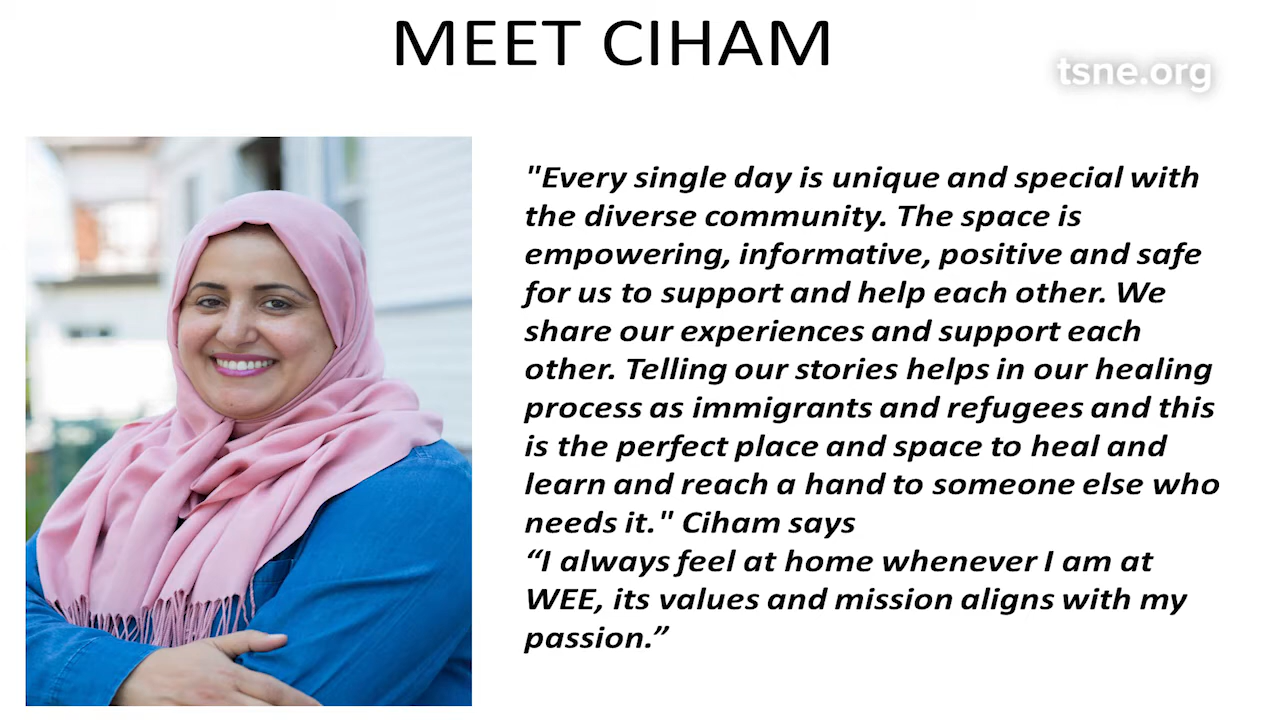 MEET CIHAM
tsne.org
"Every single day is unique and special with
the diverse community. The space is
empowering, informative, positive and safe
for us to support and help each other. We
share our experiences and support each
other. Telling our stories helps in our healing
process as immigrants and refugees and this
is the perfect place and space to heal and
learn and reach a hand to someone else who
needs it." Ciham says
“I always feel at home whenever I am at
WEE, its values and mission aligns with my
passion.”